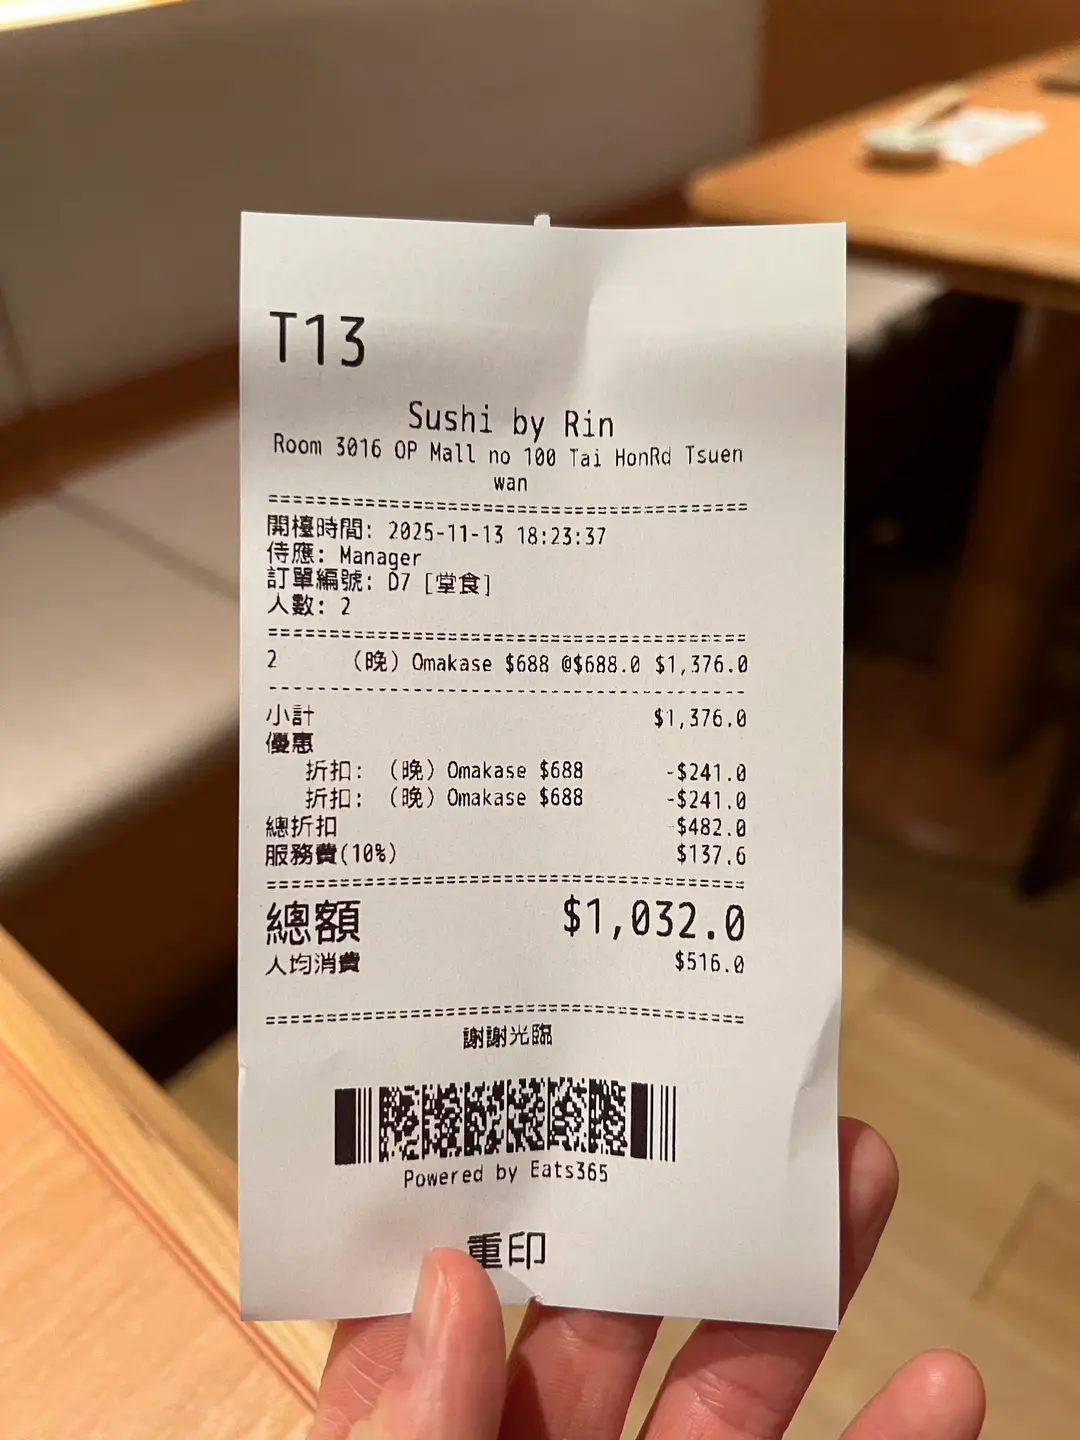 T13
Sushi by Rin
Room 3016 OP Mall no 100 Tai HonRd Tsuen
wan
===============================================
開檯時間: 2025-11-13 18:23:37
侍應: Manager
訂單編號: D7 [堂食]
人數: 2
===============================================
2 (晚) Omakase $688 @$688.0 $1,376.0
-----------------------------------------------
小計 $1,376.0
優惠
折扣: (晚) Omakase $688 -$241.0
折扣: (晚) Omakase $688 -$241.0
總折扣 -$482.0
服務費(10%) $137.6
===============================================
總額 $1,032.0
人均消費 $516.0
===============================================
謝謝光臨
Powered by Eats365
重印